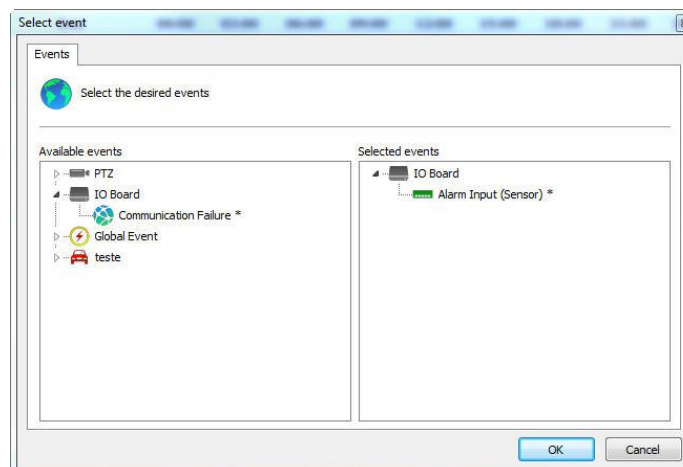 Select event
Events
Select the desired events
Available events
PTZ
IO Board
Communication Failure *
Global Event
teste
Selected events
IO Board
Alarm Input (Sensor) *
OK
Cancel